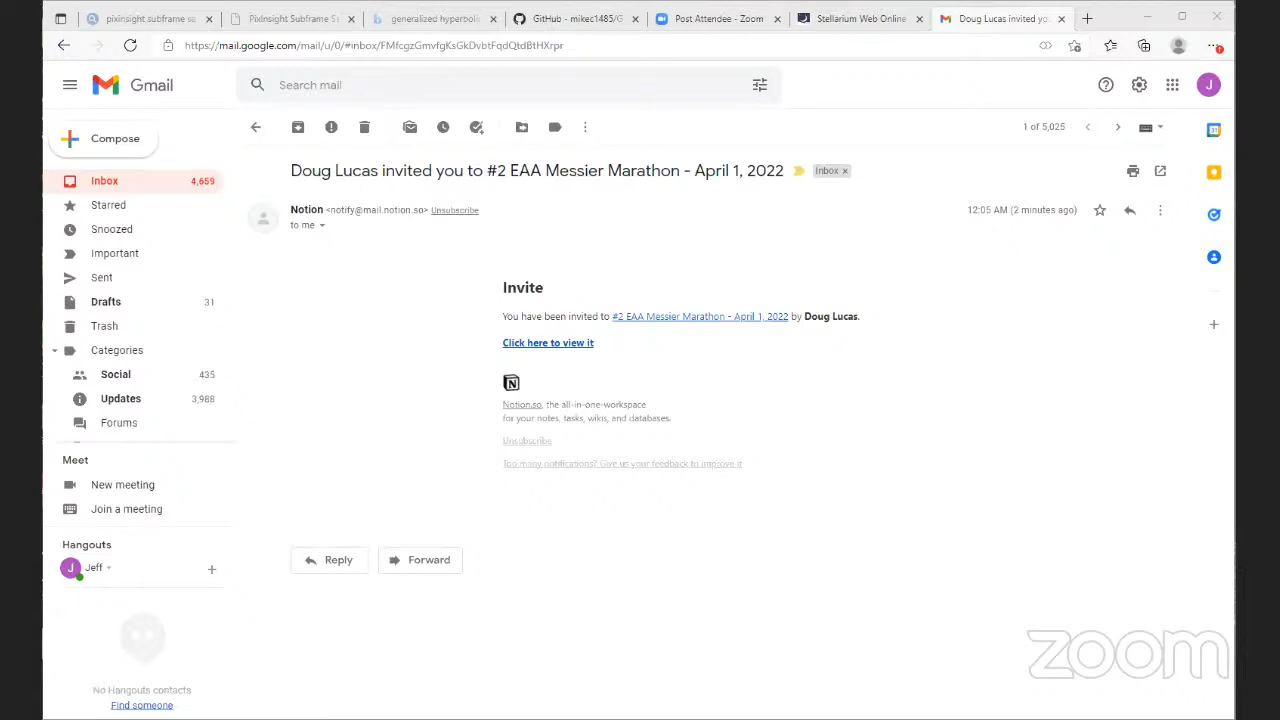 pixinsight subframe s
PixInsight Subframe S
generalized hyperboli
GitHub - mikec1485/G
Post Attendee - Zoom
Stellarium Web Online
Doug Lucas invited yo
https://mail.google.com/mail/u/0/#inbox/FMfcgzGmvfgKsGkDvbtFqdQtdBtHXrpr
Gmail
Search mail
J
Compose
1 of 5,025
31
Doug Lucas invited you to #2 EAA Messier Marathon - April 1, 2022
Inbox ×
Inbox 4,659
Starred
Notion <notify@mail.notion.so> Unsubscribe
12:05 AM (2 minutes ago)
to me
Snoozed
Important
Sent
Drafts 31
Trash
Categories
Social 435
Updates 3,988
Forums
Invite
You have been invited to #2 EAA Messier Marathon - April 1, 2022 by Doug Lucas.
Click here to view it
N
Notion.so, the all-in-one-workspace
for your notes, tasks, wikis, and databases.
Unsubscribe
Too many notifications? Give us your feedback to improve it
Meet
New meeting
Join a meeting
Hangouts
J Jeff
Reply
Forward
No Hangouts contacts
Find someone
zoom